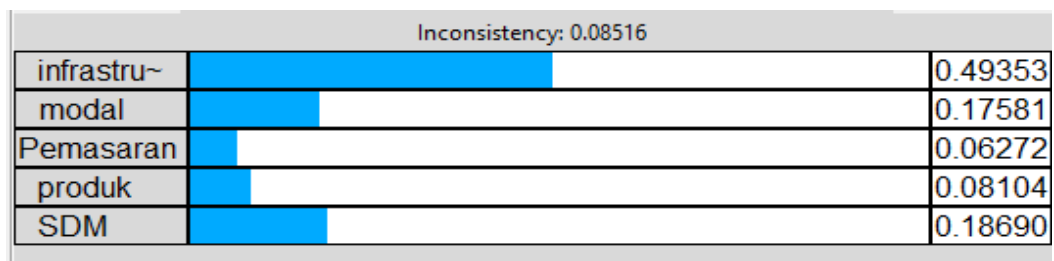 Inconsistency: 0.08516
infrastru~ 0.49353
modal 0.17581
Pemasaran 0.06272
produk 0.08104
SDM 0.18690